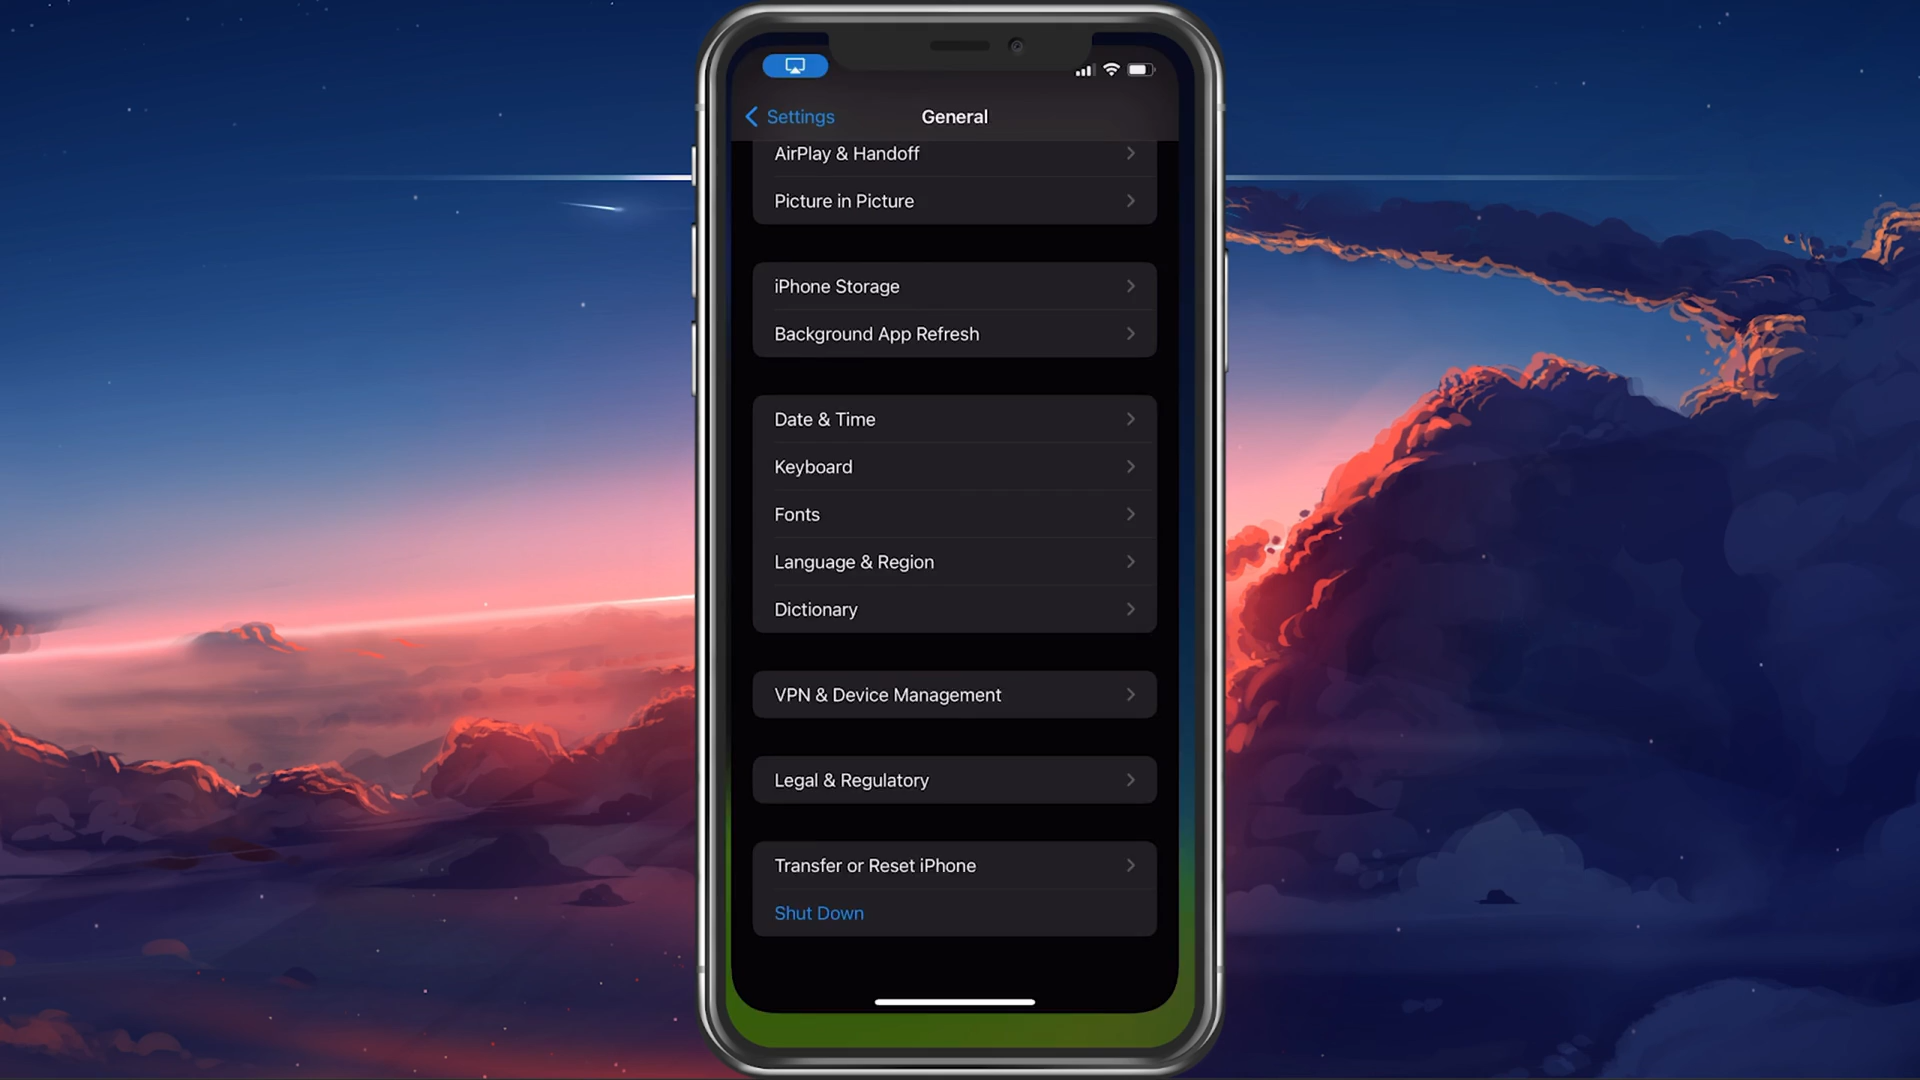 Settings
General
AirPlay & Handoff
Picture in Picture
iPhone Storage
Background App Refresh
Date & Time
Keyboard
Fonts
Language & Region
Dictionary
VPN & Device Management
Legal & Regulatory
Transfer or Reset iPhone
Shut Down